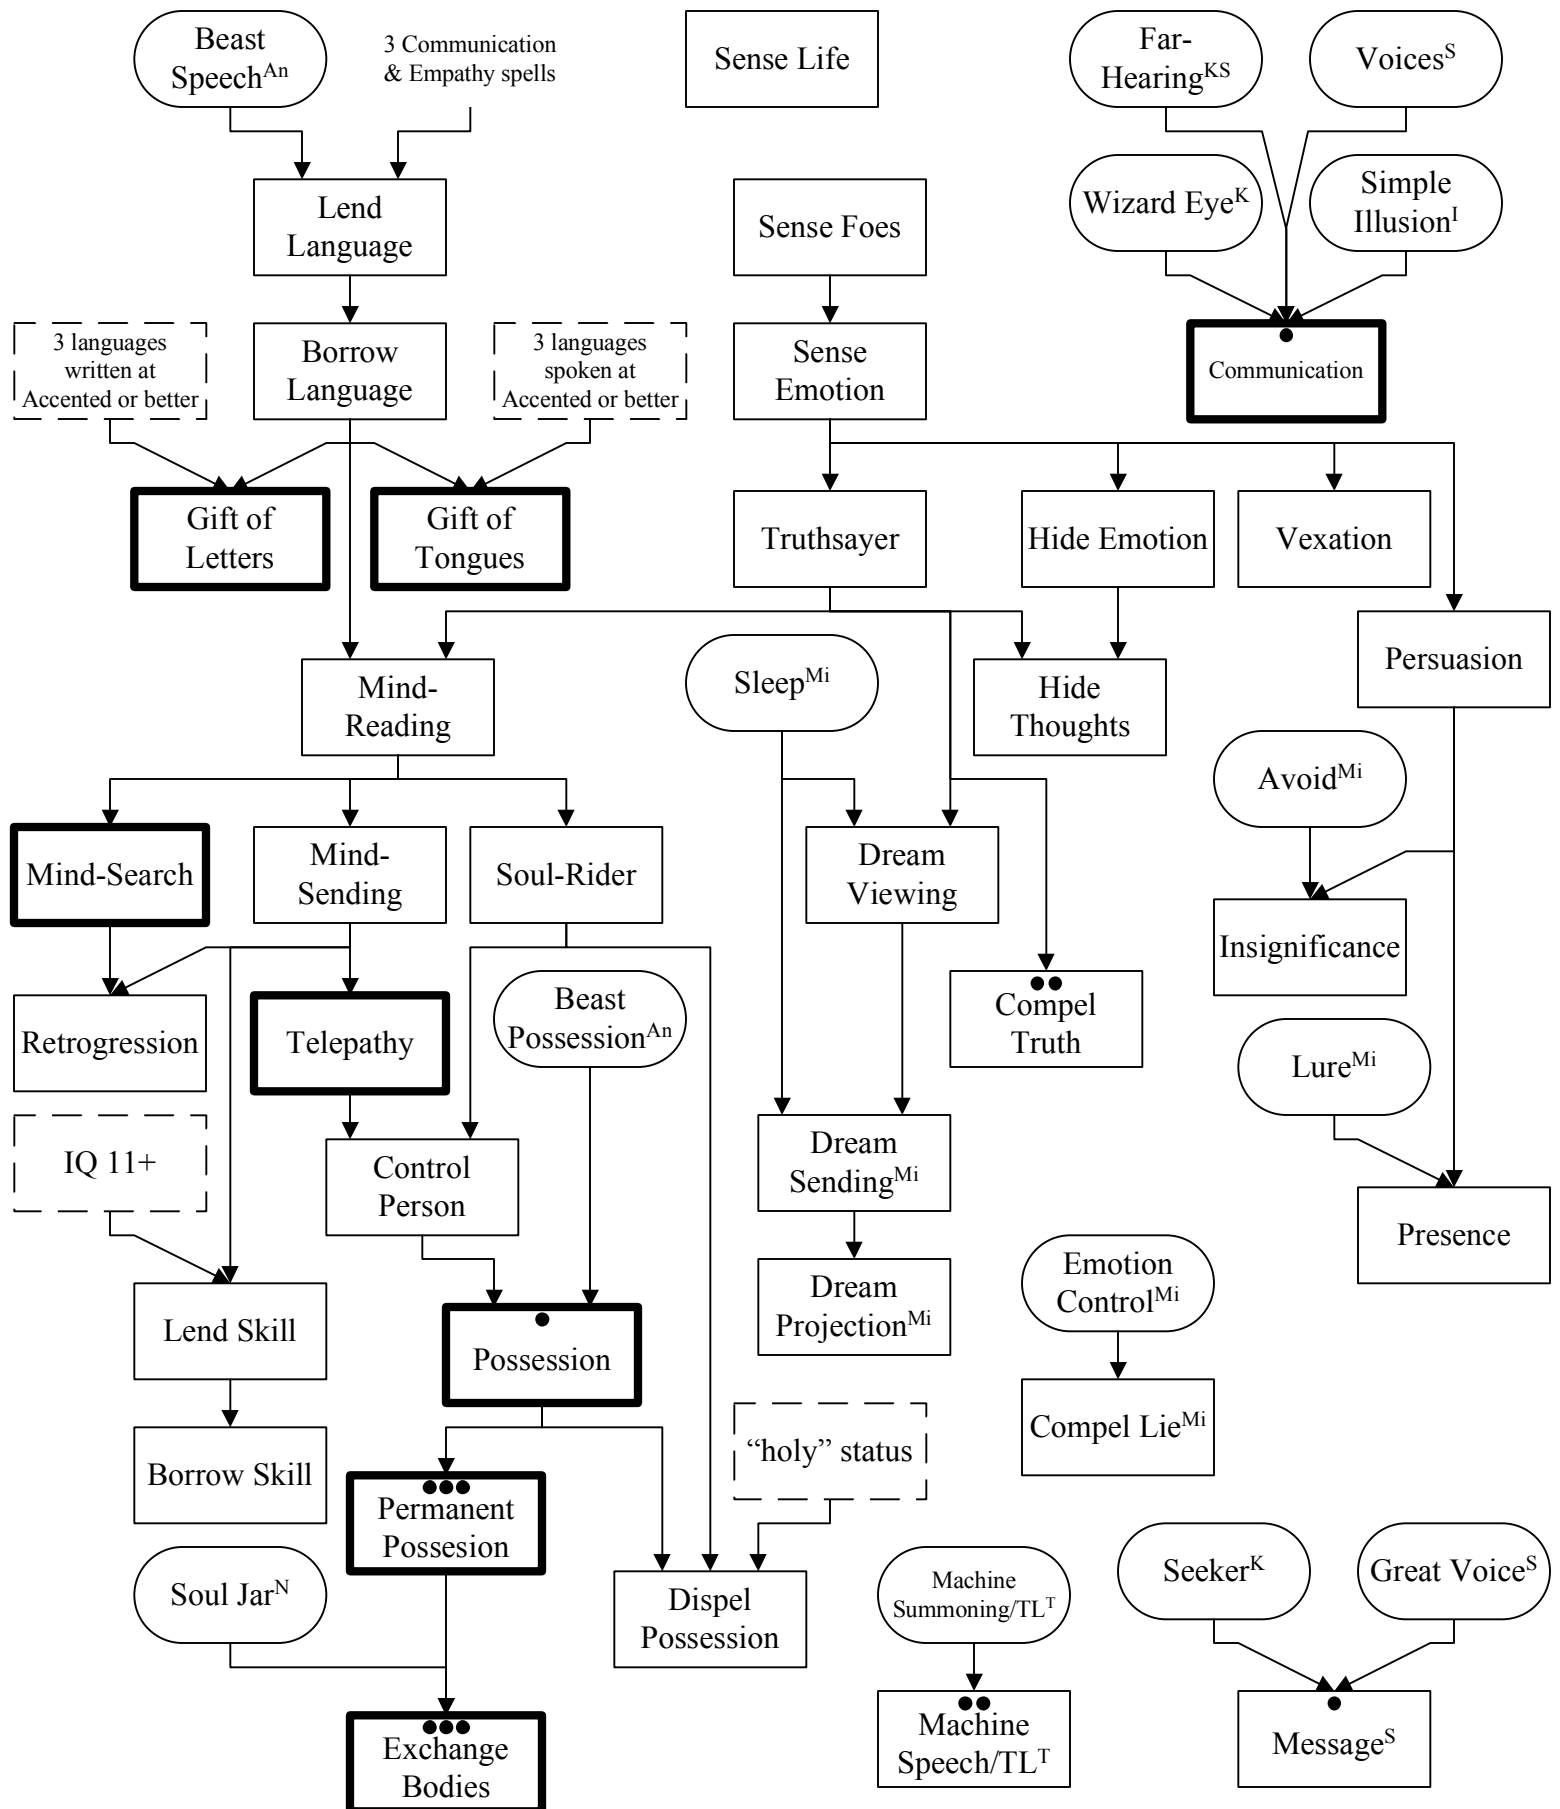 Beast
Speech^An
3 Communication
& Empathy spells
Sense Life
Far-
Hearing^KS
Voices^S
Lend
Language
Sense Foes
Wizard Eye^K
Simple
Illusion^I
3 languages
written at
Accented or better
Borrow
Language
3 languages
spoken at
Accented or better
Sense
Emotion
Communication
Gift of
Letters
Gift of
Tongues
Truthsayer
Hide Emotion
Vexation
Mind-
Reading
Sleep^Mi
Hide
Thoughts
Persuasion
Avoid^Mi
Mind-Search
Mind-
Sending
Soul-Rider
Dream
Viewing
Insignificance
Retrogression
Telepathy
Beast
Possession^An
Compel
Truth
Lure^Mi
IQ 11+
Control
Person
Dream
Sending^Mi
Presence
Lend Skill
Possession
Dream
Projection^Mi
Emotion
Control^Mi
Compel Lie^Mi
Borrow Skill
Permanent
Possesion
“holy” status
Soul Jar^N
Dispel
Possession
Machine
Summoning/TL^T
Seeker^K
Great Voice^S
Exchange
Bodies
Machine
Speech/TL^T
Message^S